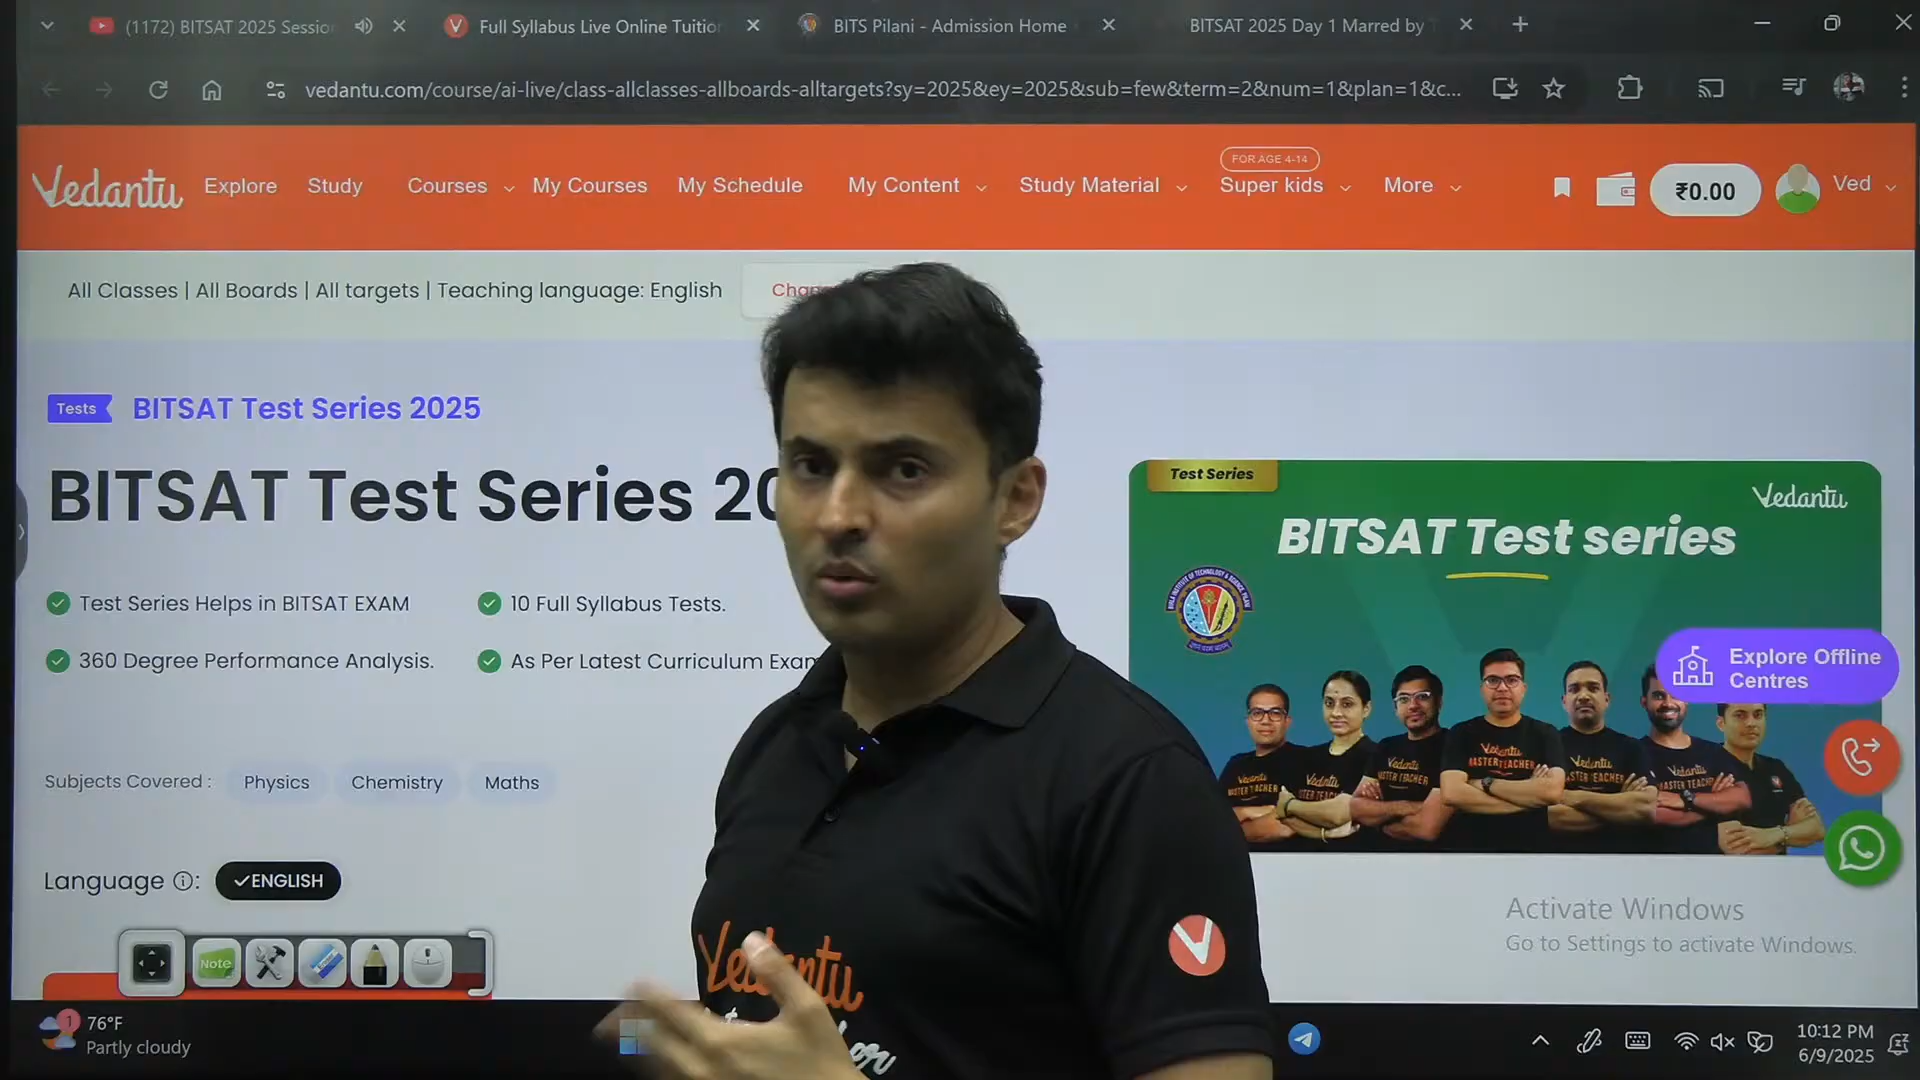 (1172) BITSAT 2025 Sessio
Full Syllabus Live Online Tuitio
BITS Pilani - Admission Home
BITSAT 2025 Day 1 Marred by
vedantu.com/course/ai-live/class-allclasses-allboards-alltargets?sy=2025&ey=2025&sub=few&term=2&num=1&plan=1&c...
Vedantu
Explore
Study
Courses
My Courses
My Schedule
My Content
Study Material
FOR AGE 4-14
Super kids
More
₹0.00
Ved
All Classes | All Boards | All targets | Teaching language: English
Chang
Tests
BITSAT Test Series 2025
BITSAT Test Series 20
Test Series Helps in BITSAT EXAM
10 Full Syllabus Tests.
360 Degree Performance Analysis.
As Per Latest Curriculum Exam
Subjects Covered :
Physics
Chemistry
Maths
Language ⓘ:
✓ENGLISH
Test Series
Vedantu
BITSAT Test series
Explore Offline
Centres
Vedantu
MASTER TEACHER
Activate Windows
Go to Settings to activate Windows.
Note
Vedantu
V
1
76°F
Partly cloudy
10:12 PM
6/9/2025